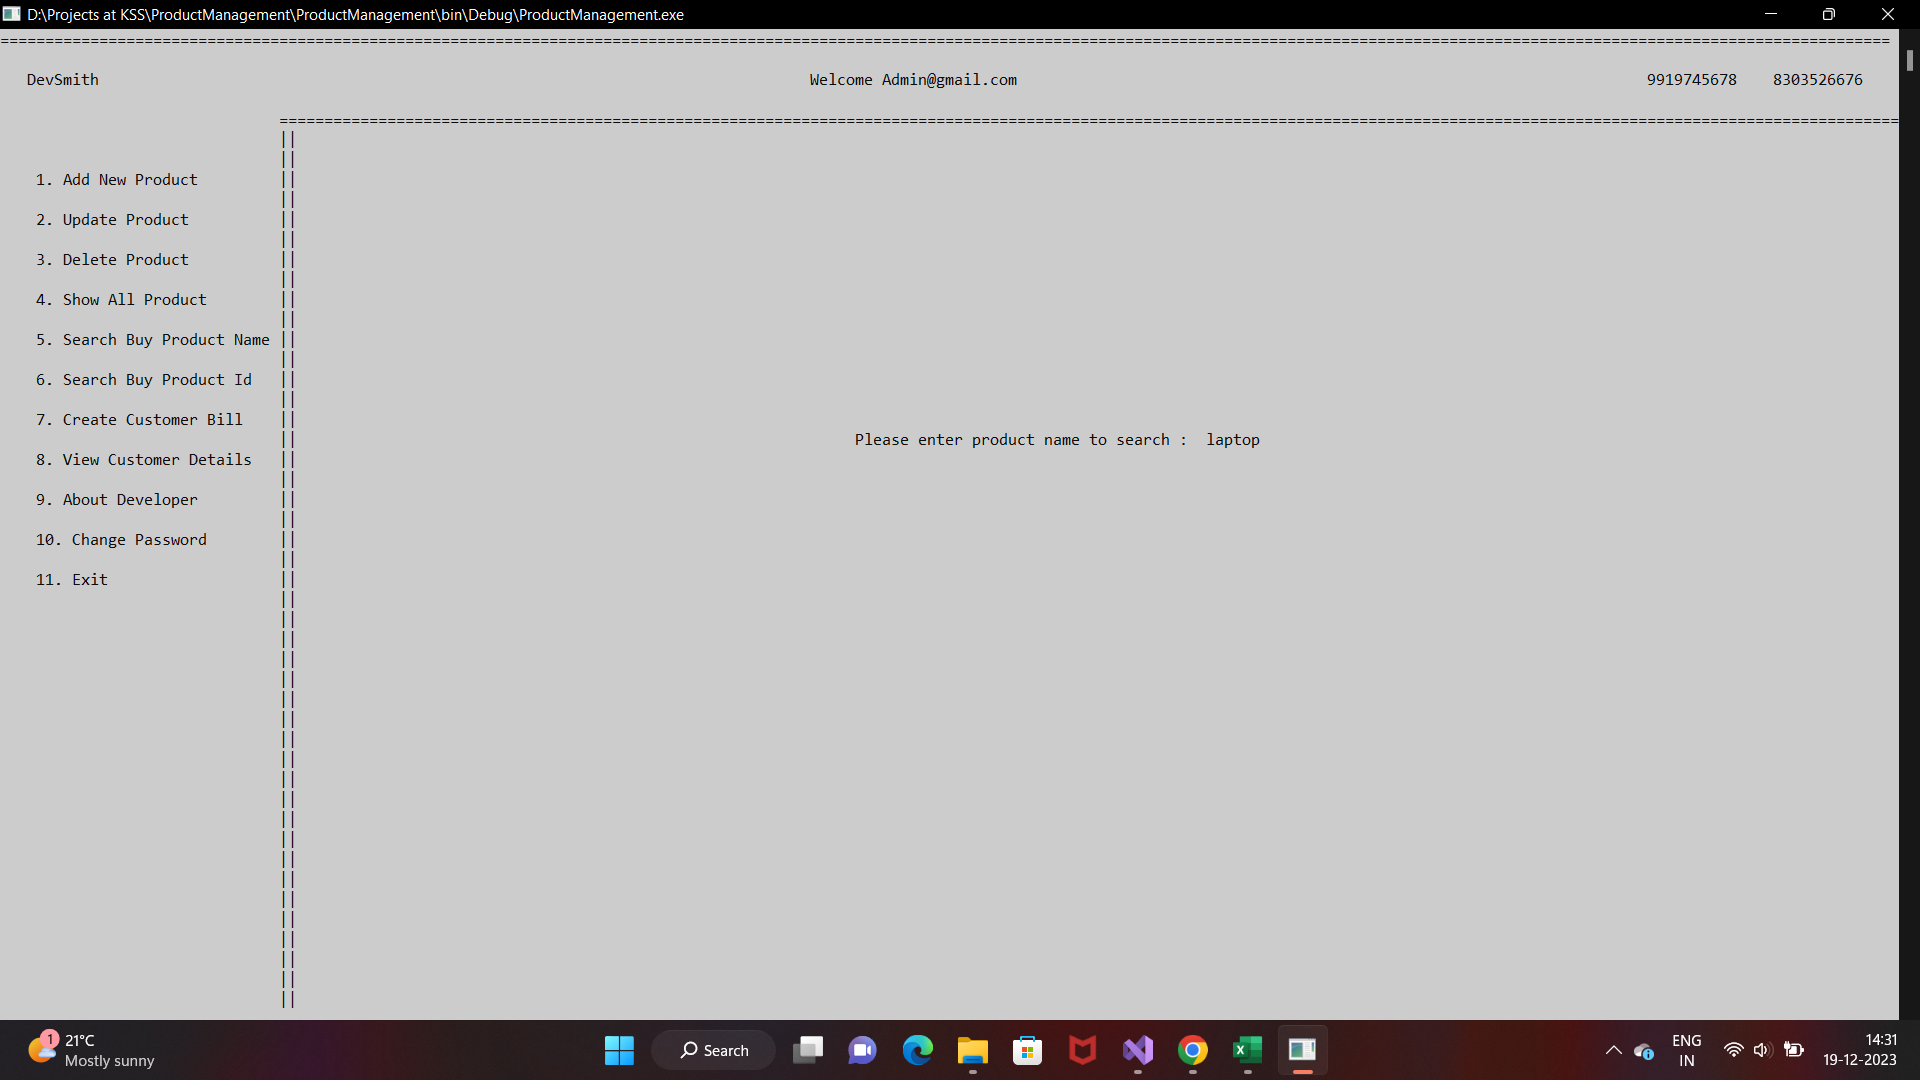 D:\Projects at KSS\ProductManagement\ProductManagement\bin\Debug\ProductManagement.exe
DevSmith Welcome Admin@gmail.com 9919745678 8303526676
1. Add New Product
2. Update Product
3. Delete Product
4. Show All Product
5. Search Buy Product Name
6. Search Buy Product Id
7. Create Customer Bill
Please enter product name to search : laptop
8. View Customer Details
9. About Developer
10. Change Password
11. Exit
1
21°C
Mostly sunny
Search
ENG
IN
14:31
19-12-2023